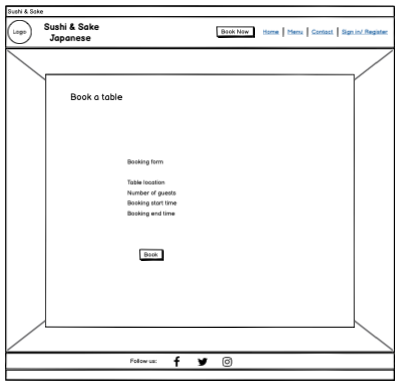 Sushi & Sake
Logo
Sushi & Sake
Japanese
Book Now
Home | Menu | Contact | Sign in/ Register
Book a table
Booking form
Table location
Number of guests
Booking start time
Booking end time
Book
Follow us: